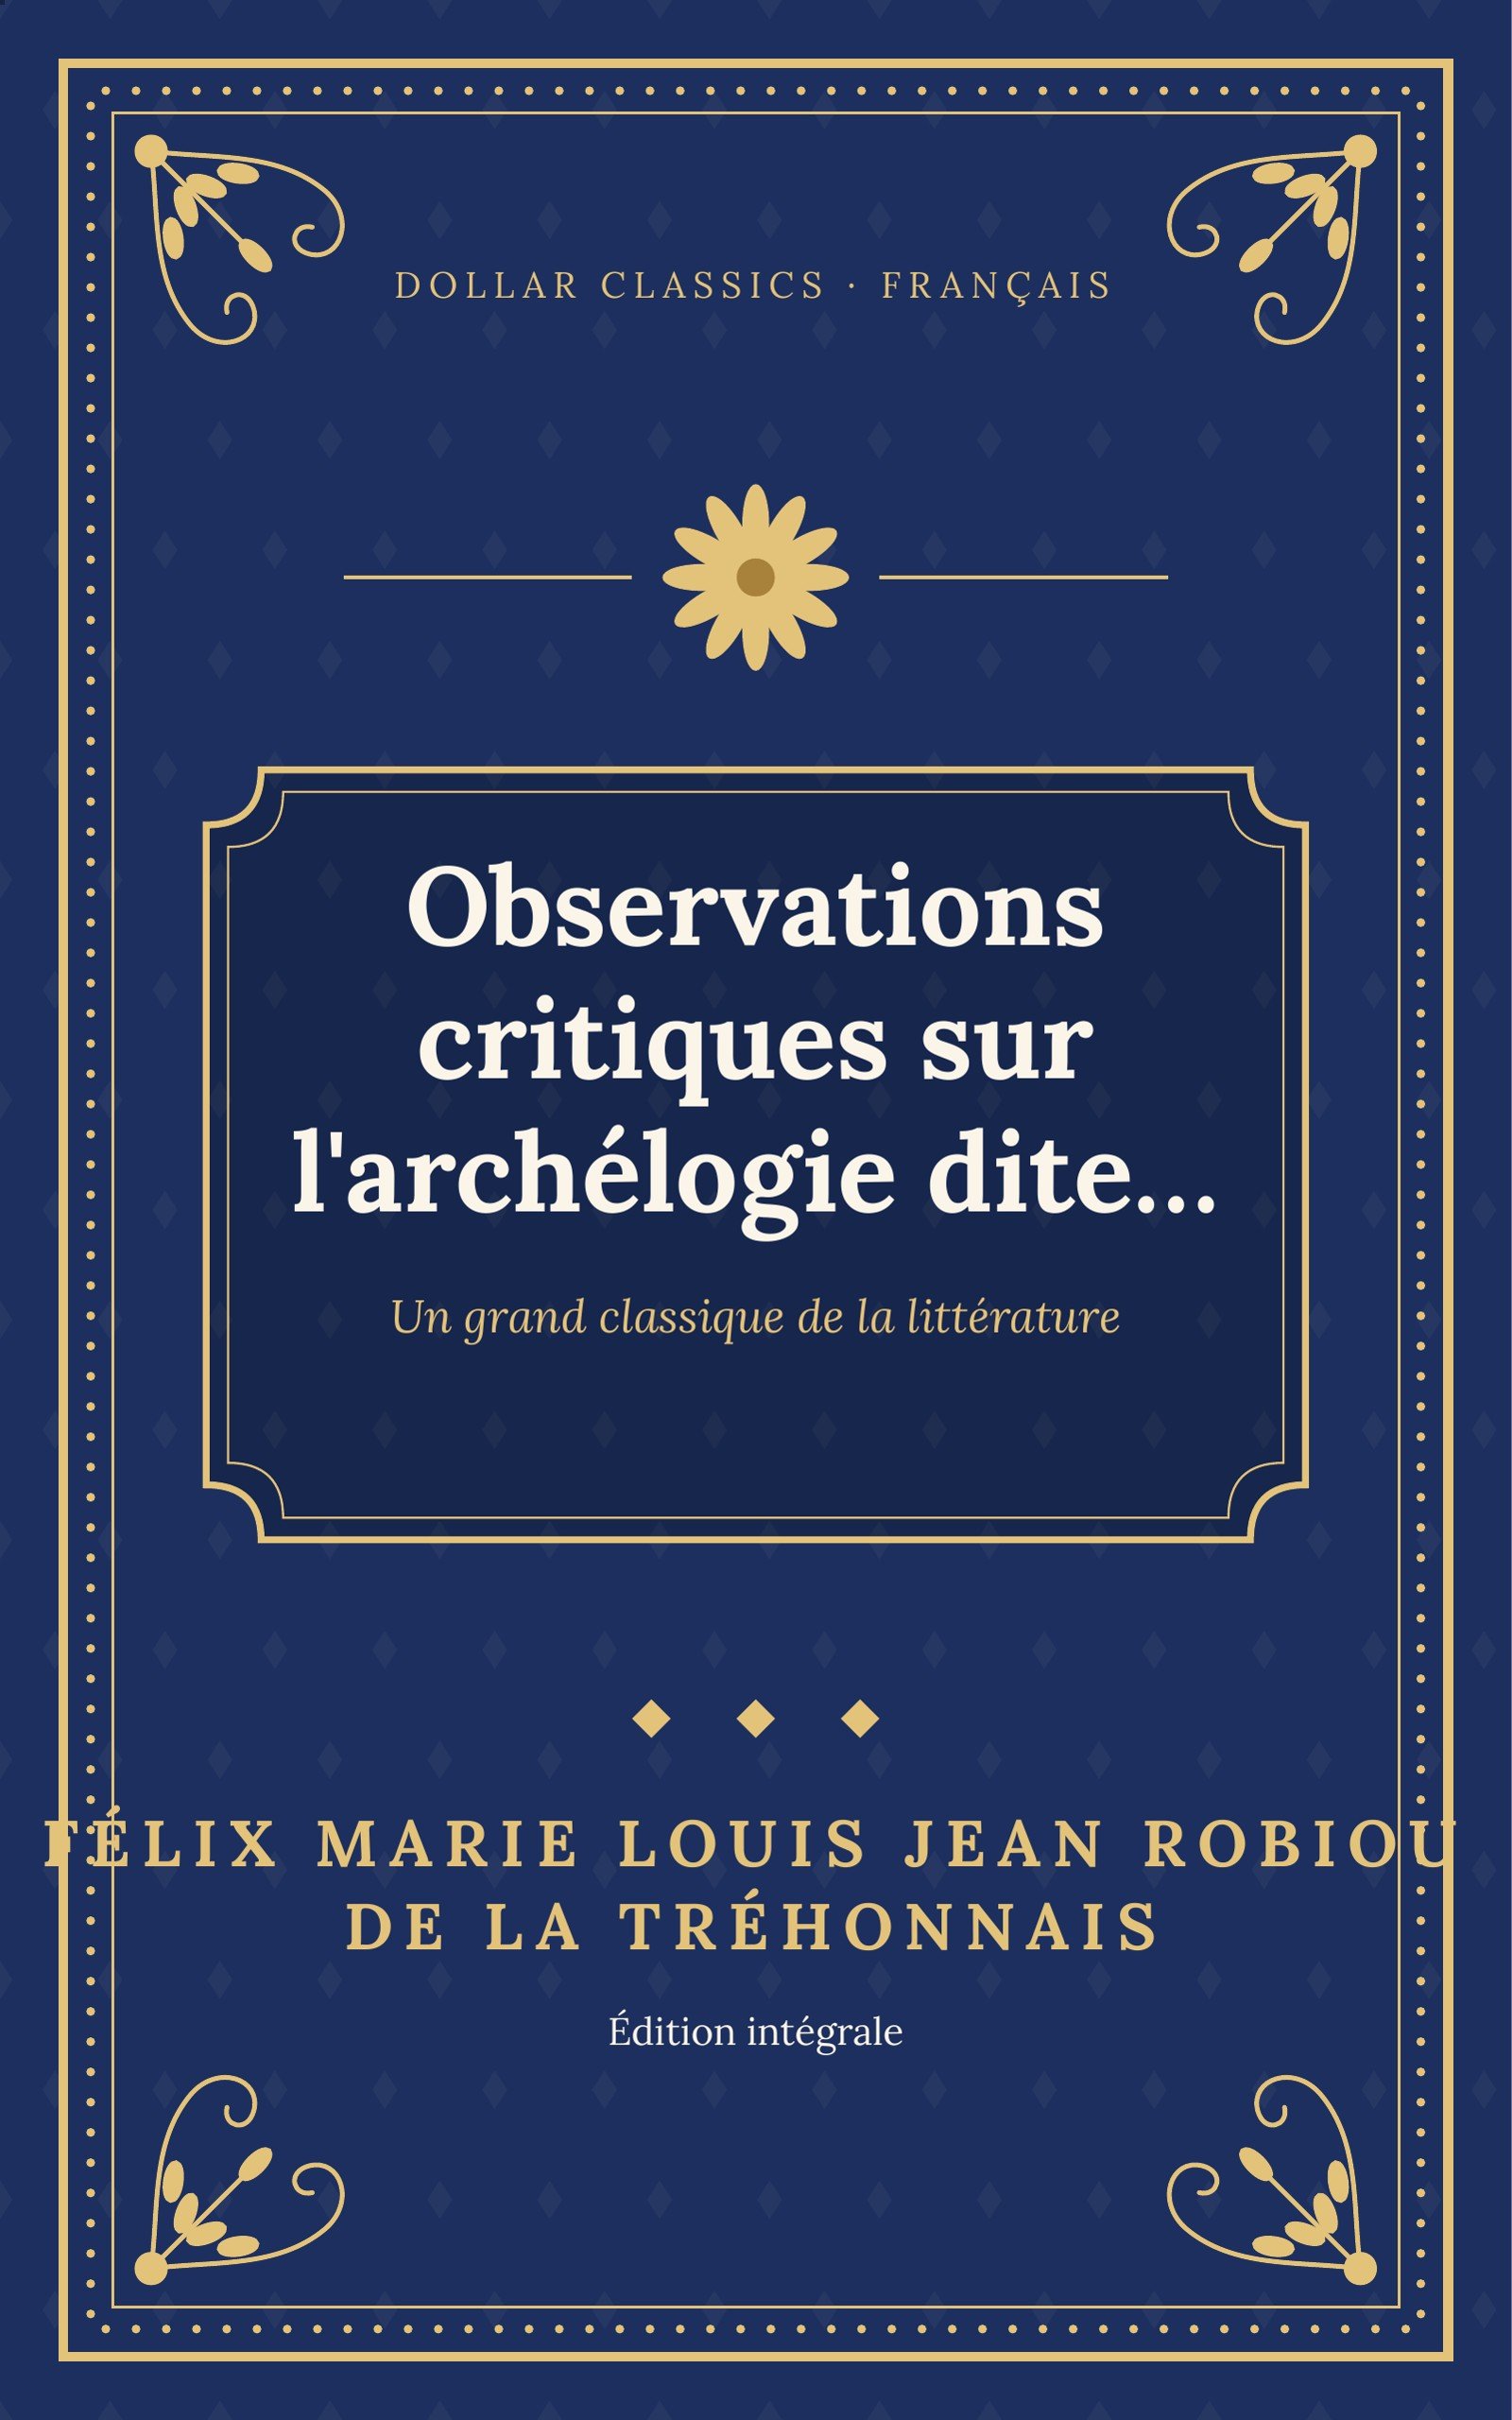 DOLLAR CLASSICS · FRANÇAIS
Observations
critiques sur
l'archélogie dite...
Un grand classique de la littérature
FÉLIX MARIE LOUIS JEAN ROBIOU
DE LA TRÉHONNAIS
Édition intégrale